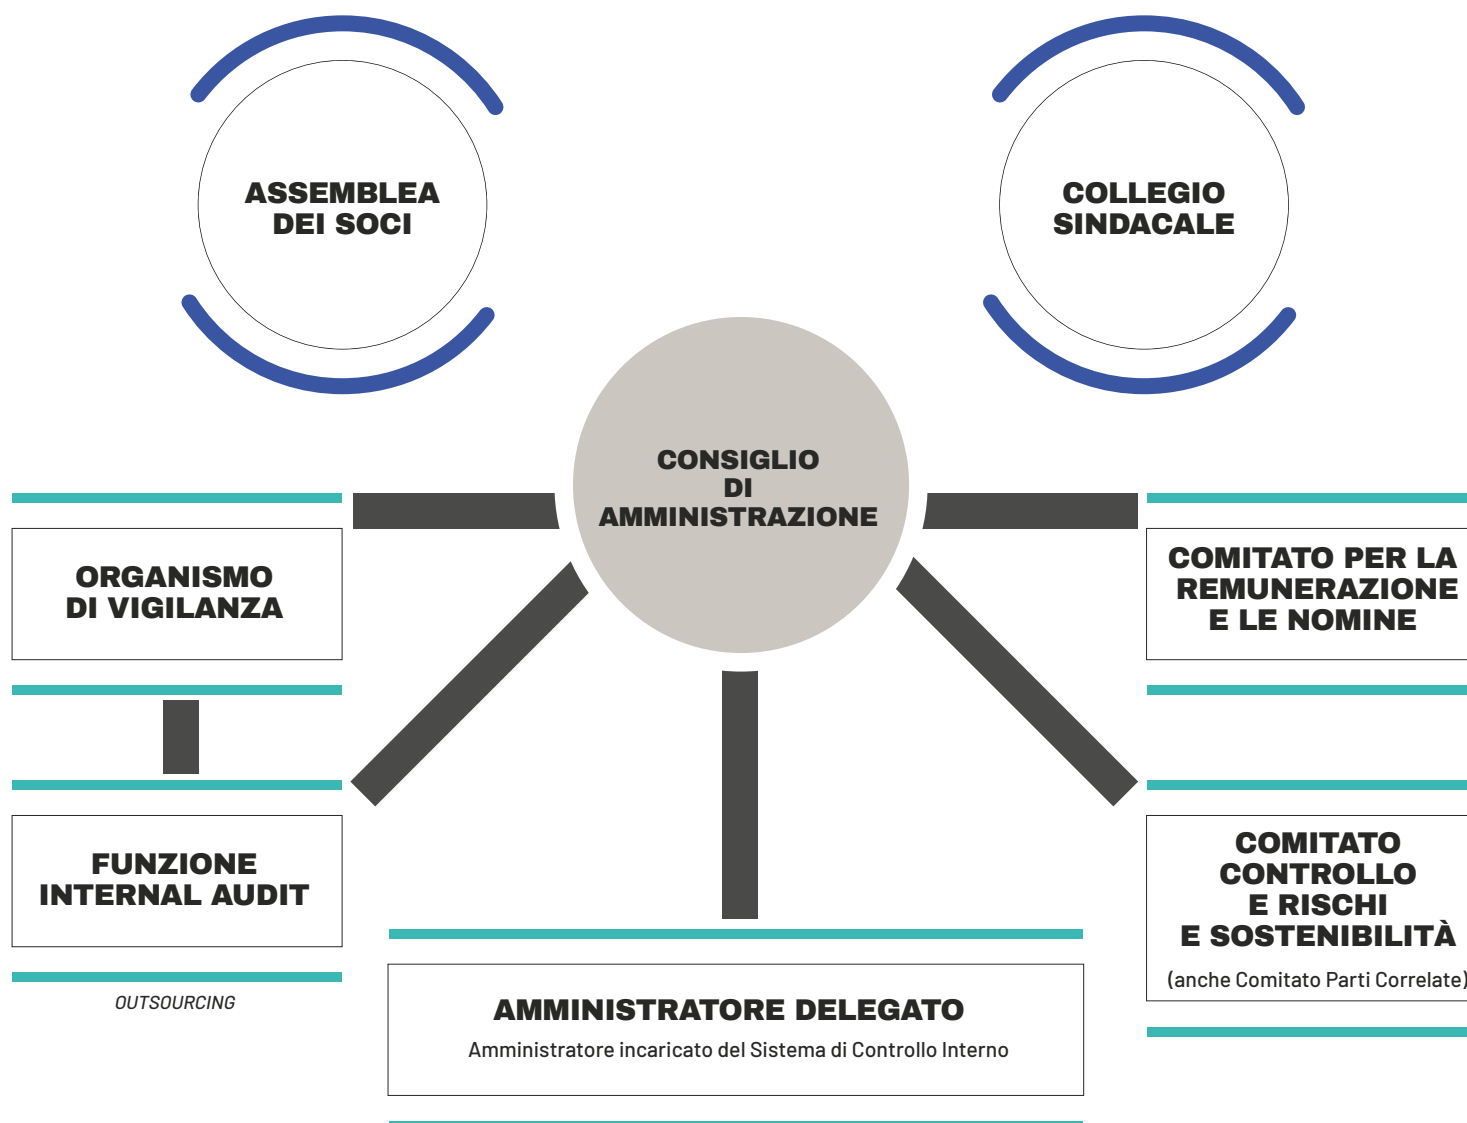 ASSEMBLEA
DEI SOCI
COLLEGIO
SINDACALE
CONSIGLIO
DI
AMMINISTRAZIONE
ORGANISMO
DI VIGILANZA
COMITATO PER LA
REMUNERAZIONE
E LE NOMINE
FUNZIONE
INTERNAL AUDIT
OUTSOURCING
COMITATO
CONTROLLO
E RISCHI
E SOSTENIBILITÀ
(anche Comitato Parti Correlate)
AMMINISTRATORE DELEGATO
Amministratore incaricato del Sistema di Controllo Interno